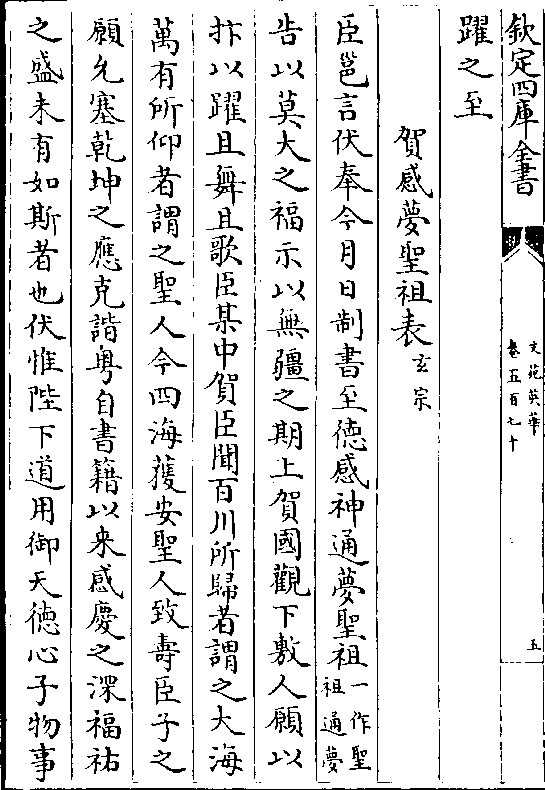 欽定四庫全書
文苑英華
卷五百七十
五
躍之至
賀感夢聖祖表玄宗
臣邕言伏奉今月日制書至德感神通夢聖祖一作聖祖通夢
告以莫大之福示以無疆之期上賀國觀下敷人願以
抃以躍且舞且歌臣某中賀臣聞百川所歸者謂之大海
萬有所仰者謂之聖人今四海獲安聖人致壽臣子之
願允塞乾坤之應克諧粤自書籍以來感慶之深福祐
之盛未有如斯者也伏惟陛下道用御天德心子物事